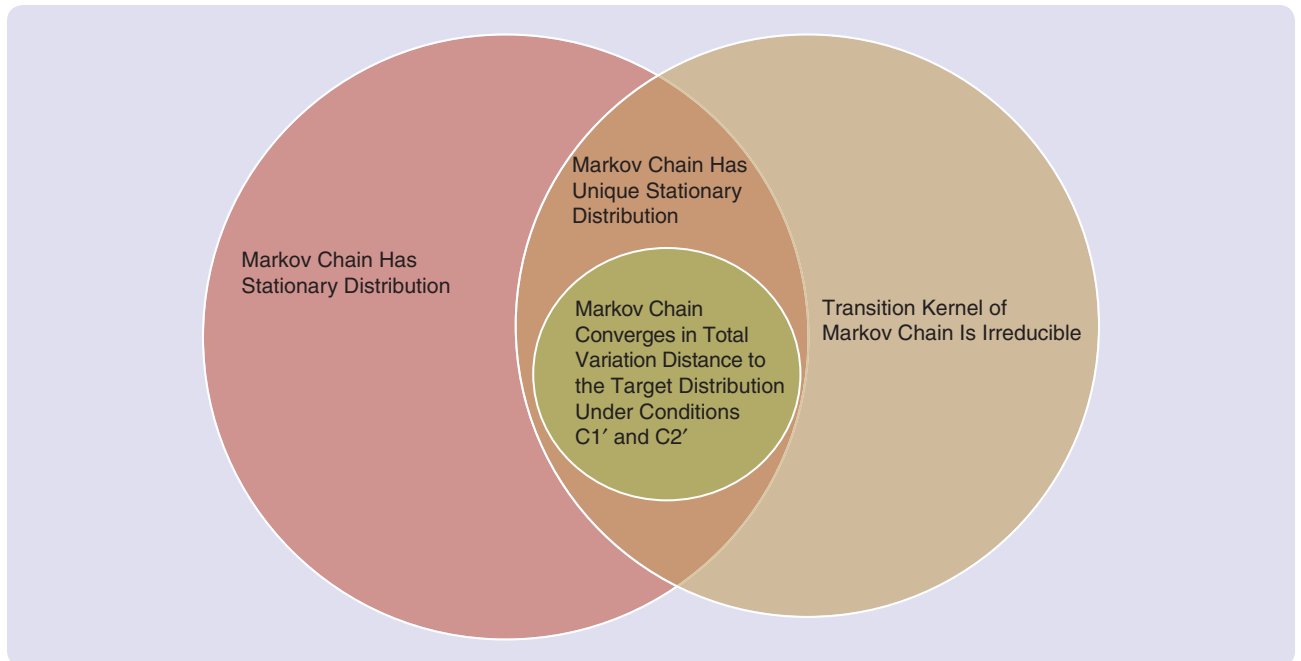 Markov Chain Has
Stationary Distribution
Markov Chain Has
Unique Stationary
Distribution
Markov Chain
Converges in Total
Variation Distance to
the Target Distribution
Under Conditions
C1′ and C2′
Transition Kernel of
Markov Chain Is Irreducible